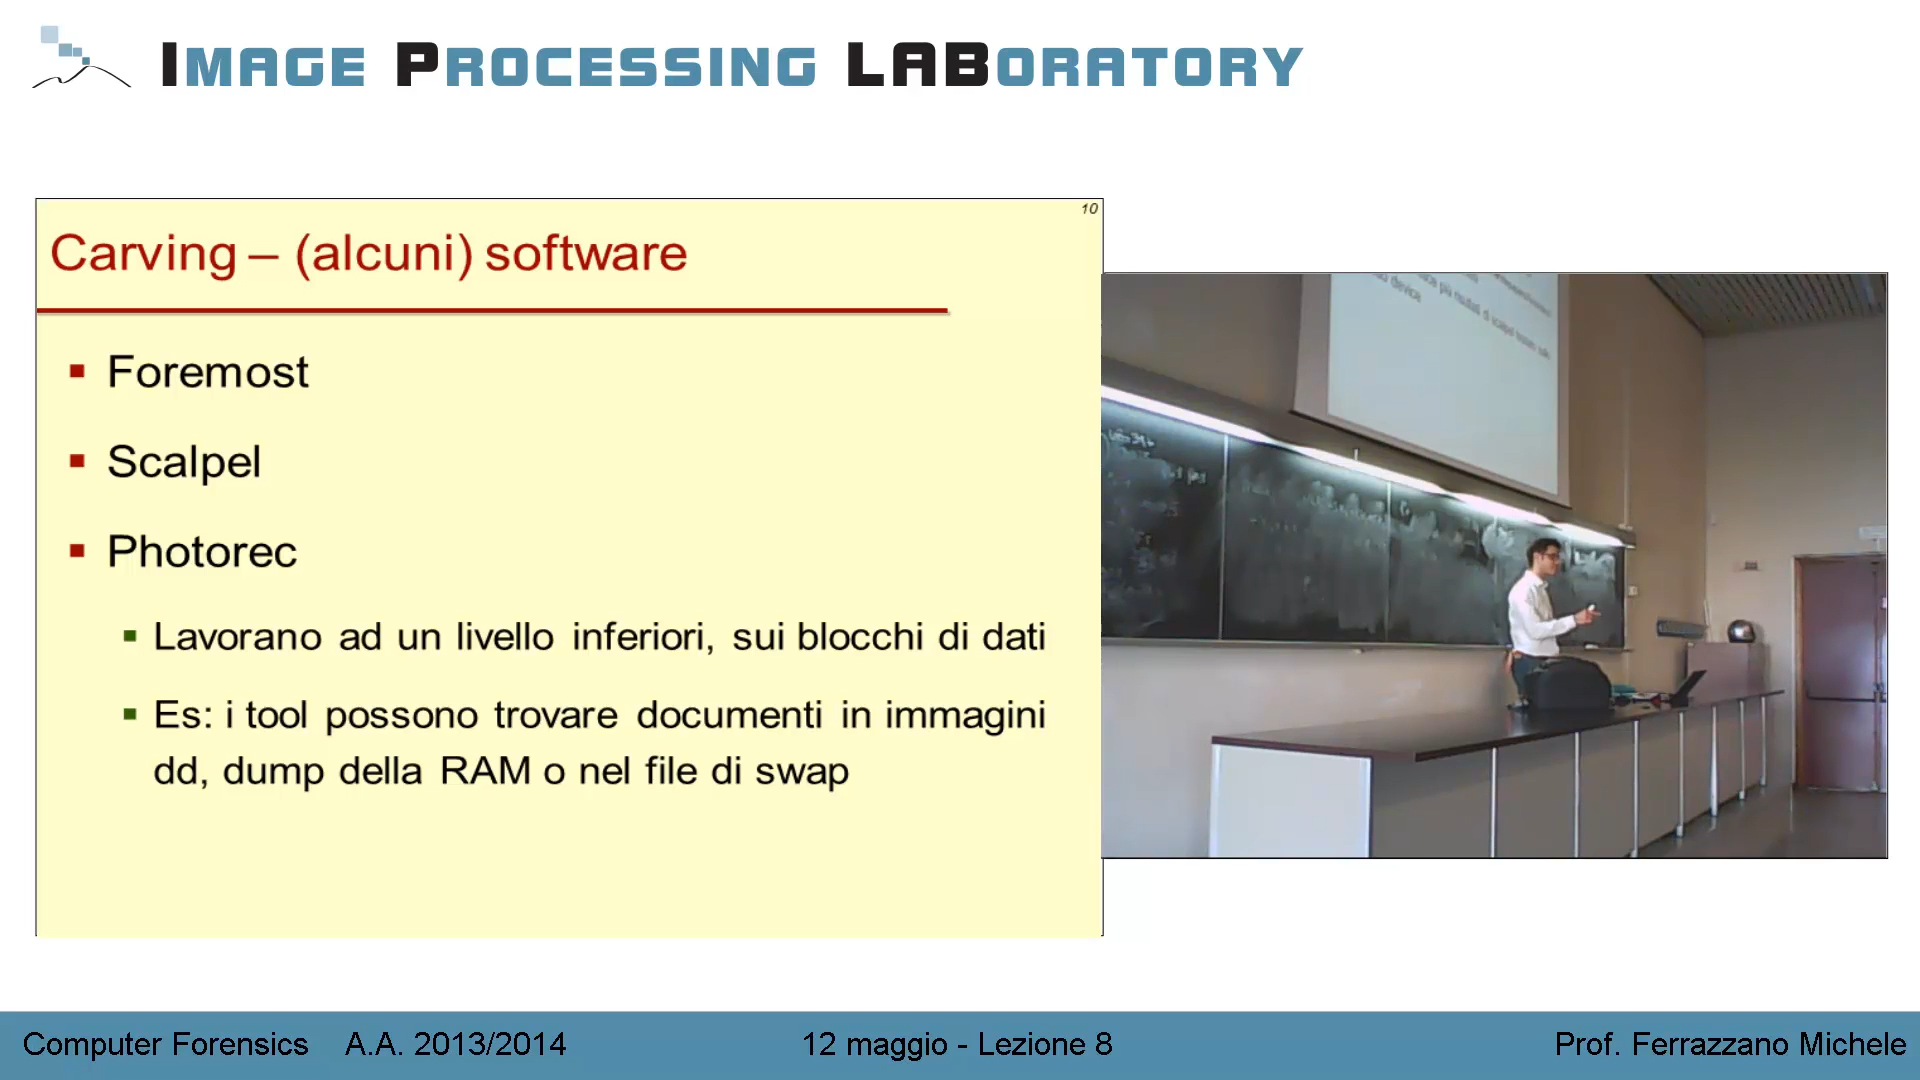 IMAGE PROCESSING LABORATORY
10
Carving – (alcuni) software
Foremost
Scalpel
Photorec
Lavorano ad un livello inferiori, sui blocchi di dati
Es: i tool possono trovare documenti in immagini
dd, dump della RAM o nel file di swap
device
Computer Forensics A.A. 2013/2014 12 maggio - Lezione 8 Prof. Ferrazzano Michele